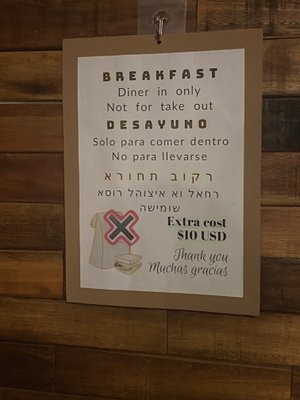 BREAKFAST
Diner in only
Not for take out
DESAYUNO
Solo para comer dentro
No para llevarse
רקוב תחורא
רחאל וא איצוהל רוסא
שומישה
Extra cost
$10 USD
Thank you
Muchas gracias